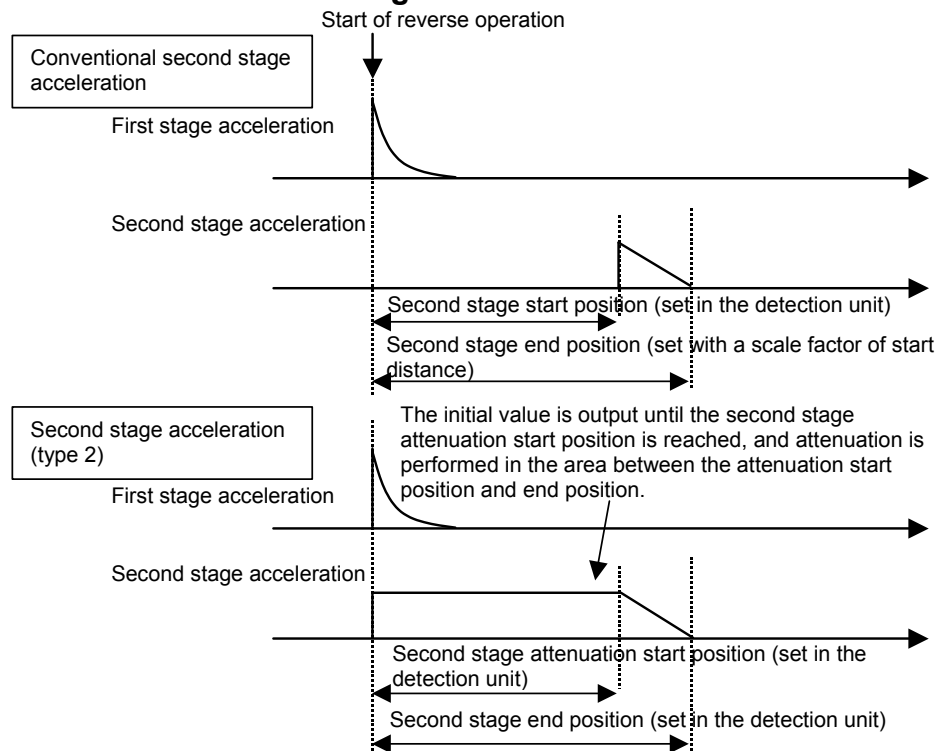 Start of reverse operation
Conventional second stage
acceleration
First stage acceleration
Second stage acceleration
Second stage start position (set in the detection unit)
Second stage end position (set with a scale factor of start
distance)
Second stage acceleration
(type 2)
The initial value is output until the second stage
attenuation start position is reached, and attenuation is
performed in the area between the attenuation start
position and end position.
First stage acceleration
Second stage acceleration
Second stage attenuation start position (set in the
detection unit)
Second stage end position (set in the detection unit)